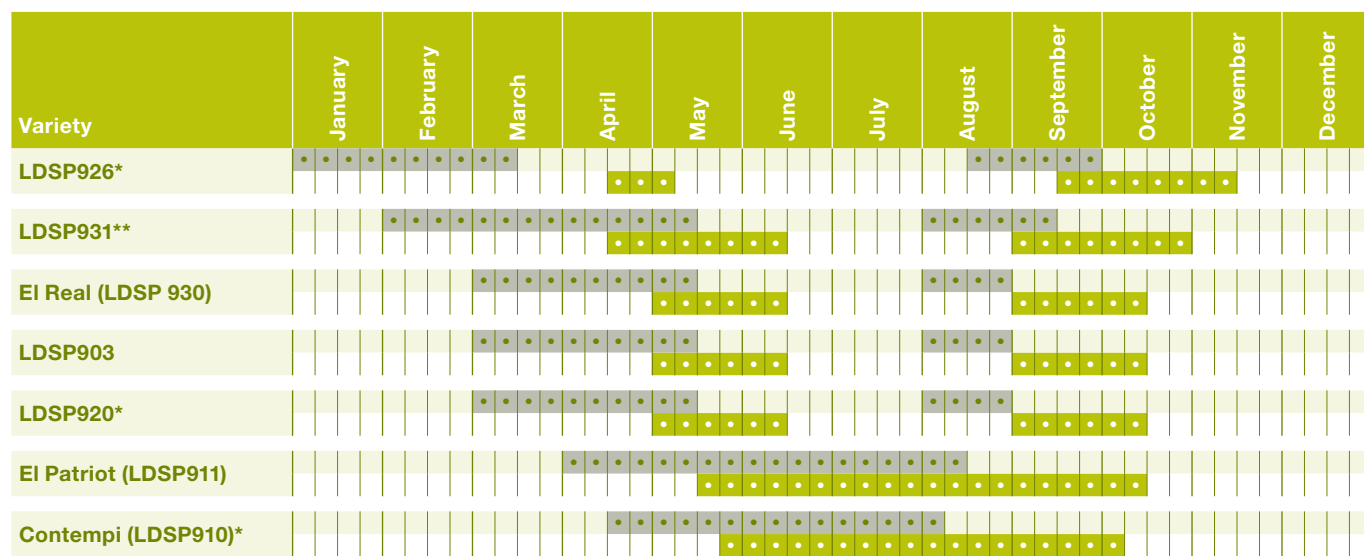 Variety
January
February
March
April
May
June
July
August
September
October
November
December
LDSP926*
LDSP931**
El Real (LDSP 930)
LDSP903
LDSP920*
El Patriot (LDSP911)
Contempi (LDSP910)*